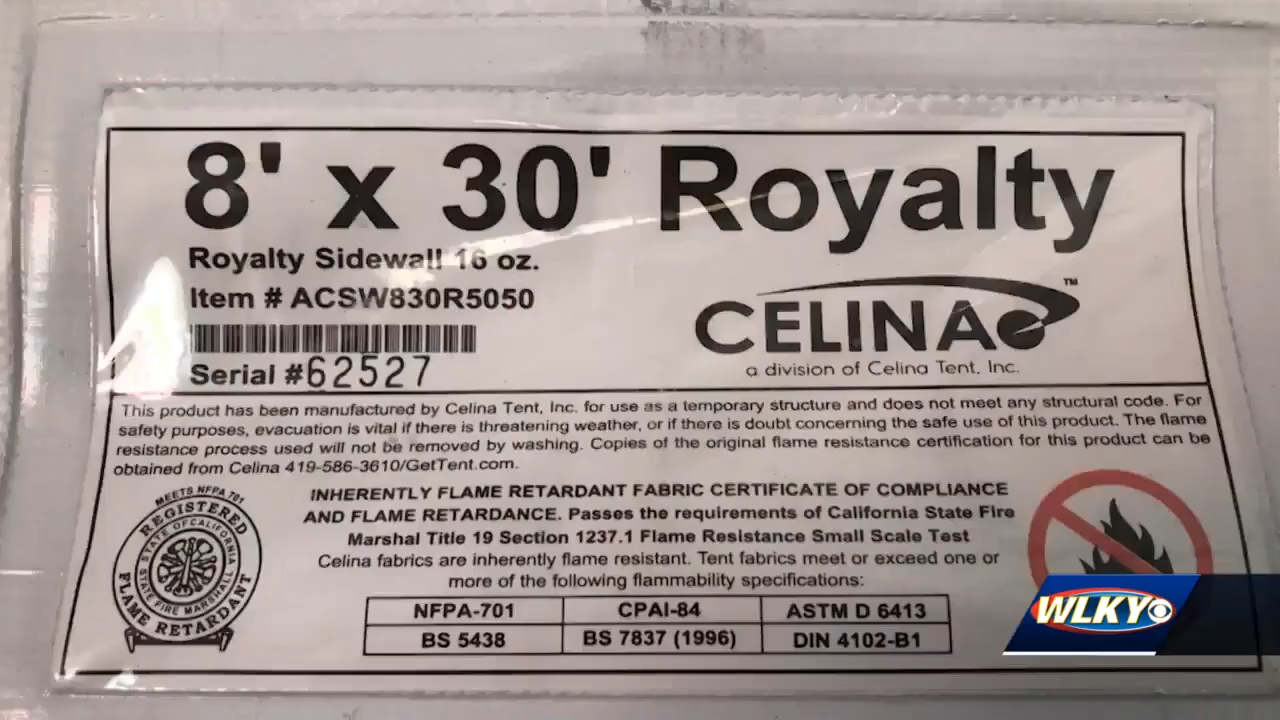 8' x 30' Royalty
Royalty Sidewall 16 oz.
Item # ACSW830R5050
Serial #62527
CELINA ™
a division of Celina Tent, Inc.
This product has been manufactured by Celina Tent, Inc. for use as a temporary structure and does not meet any structural code. For
safety purposes, evacuation is vital if there is threatening weather, or if there is doubt concerning the safe use of this product. The flame
resistance process used will not be removed by washing. Copies of the original flame resistance certification for this product can be
obtained from Celina 419-586-3610/GetTent.com.
MEETS NFPA 701
REGISTERED
STATE OF CALIFORNIA
STATE FIRE MARSHALL
FLAME RETARDANT
INHERENTLY FLAME RETARDANT FABRIC CERTIFICATE OF COMPLIANCE
AND FLAME RETARDANCE. Passes the requirements of California State Fire
Marshal Title 19 Section 1237.1 Flame Resistance Small Scale Test
Celina fabrics are inherently flame resistant. Tent fabrics meet or exceed one or
more of the following flammability specifications:
NFPA-701 CPAI-84 ASTM D 6413
BS 5438 BS 7837 (1996) DIN 4102-B1
WLKY